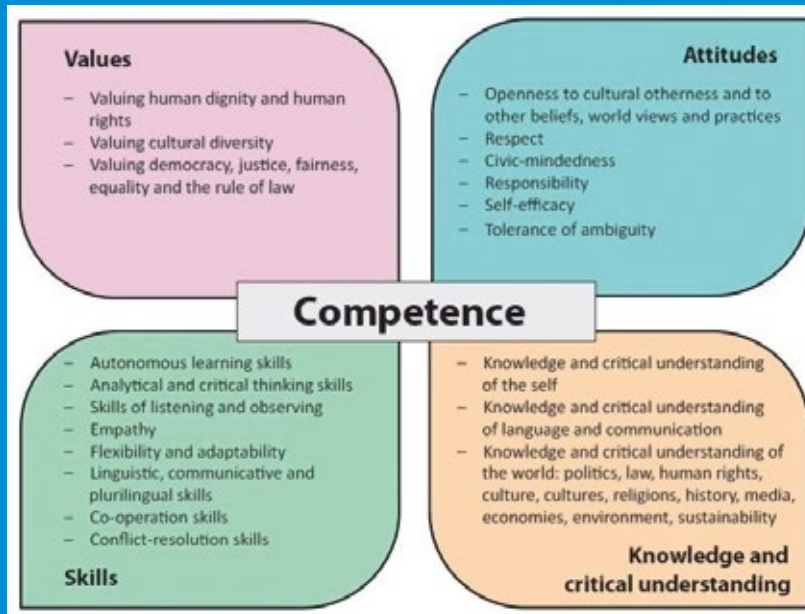 Values
– Valuing human dignity and human
rights
– Valuing cultural diversity
– Valuing democracy, justice, fairness,
equality and the rule of law
Attitudes
– Openness to cultural otherness and to
other beliefs, world views and practices
– Respect
– Civic-mindedness
– Responsibility
– Self-efficacy
– Tolerance of ambiguity
Competence
– Autonomous learning skills
– Analytical and critical thinking skills
– Skills of listening and observing
– Empathy
– Flexibility and adaptability
– Linguistic, communicative and
plurilingual skills
– Co-operation skills
– Conflict-resolution skills
Skills
– Knowledge and critical understanding
of the self
– Knowledge and critical understanding
of language and communication
– Knowledge and critical understanding of
the world: politics, law, human rights,
culture, cultures, religions, history, media,
economies, environment, sustainability
Knowledge and
critical understanding